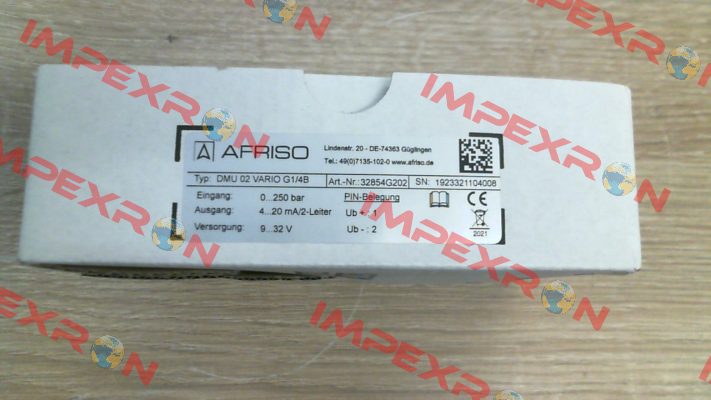 IMPEXRON
IMPEXRON
IMPEXRON
AFRISO
Lindenstr. 20 - DE-74363 Güglingen
Tel.: 49(0)7135-102-0 www.afriso.de
Typ: DMU 02 VARIO G1/4B Art.-Nr.: 32854G202 SN: 1923321104008
Eingang: 0...250 bar PIN-Belegung
Ausgang: 4...20 mA/2-Leiter Ub + : 1
Versorgung: 9...32 V Ub - : 2
CE
2021
IMPEXRON
IMPEXRON
IMPEXRON